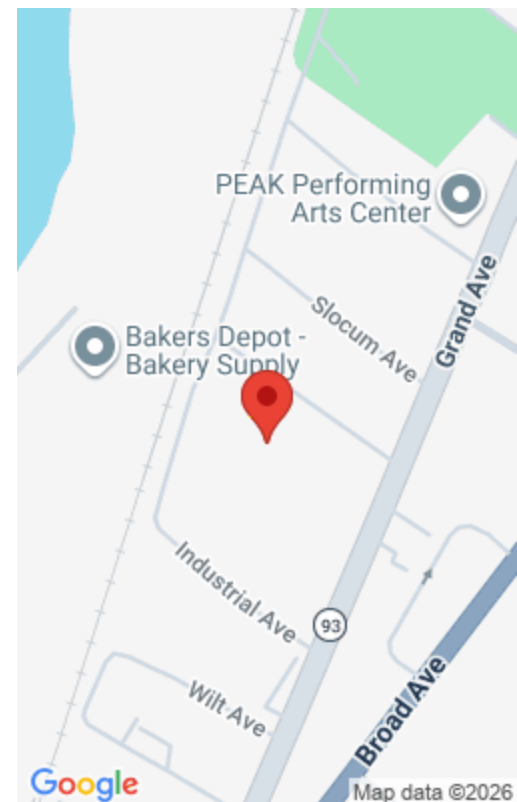 PEAK Performing
Arts Center
Grand Ave
Slocum Ave
Bakers Depot -
Bakery Supply
Industrial Ave
93
Wilt Ave
Broad Ave
Google
Map data ©2026